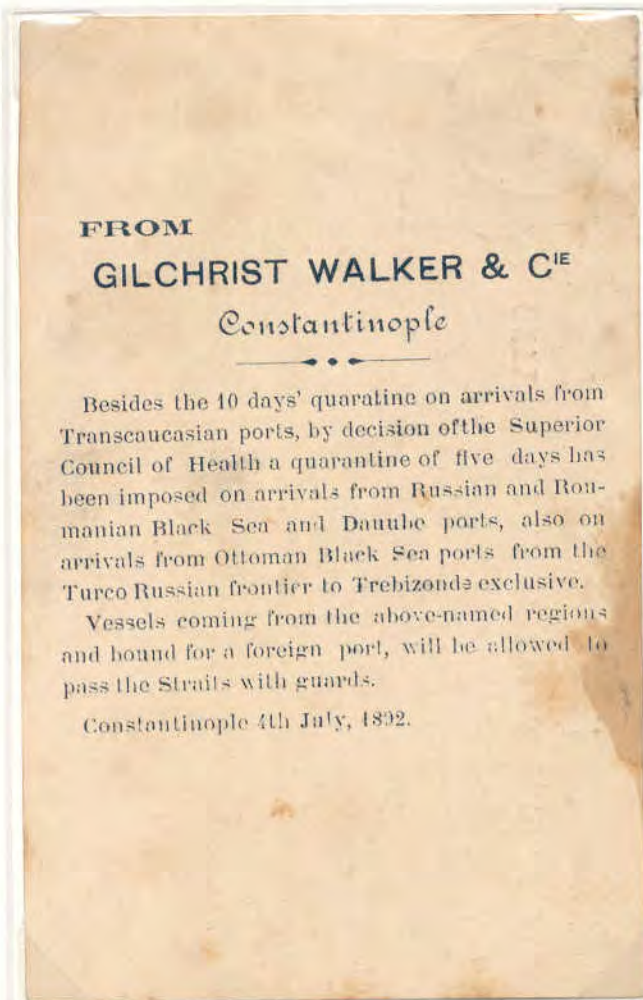 FROM
GILCHRIST WALKER & CIE
Constantinople
Besides the 10 days' quaratine on arrivals from
Transcaucasian ports, by decision ofthe Superior
Council of Health a quarantine of five days has
been imposed on arrivals from Russian and Rou-
manian Black Sea and Danube ports, also on
arrivals from Ottoman Black Sea ports from the
Turco Russian frontier to Trebizonde exclusive.
Vessels coming from the above-named regions
and bound for a foreign port, will be allowed to
pass the Straits with guards.
Constantinople 4th July, 1892.